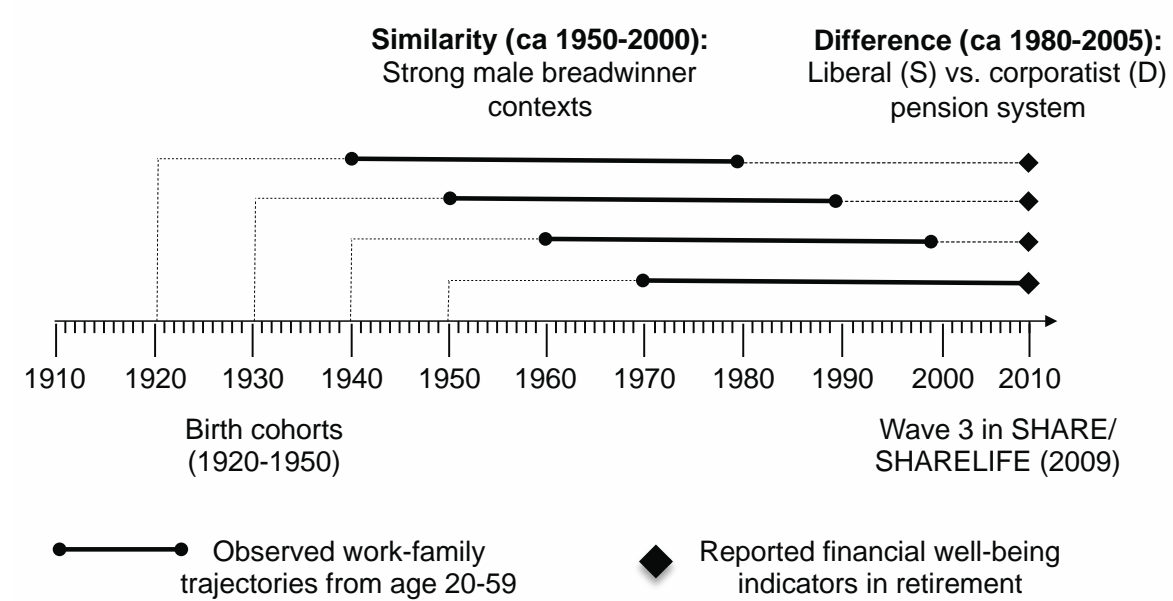 Similarity (ca 1950-2000):
Strong male breadwinner
contexts
Difference (ca 1980-2005):
Liberal (S) vs. corporatist (D)
pension system
1910 1920 1930 1940 1950 1960 1970 1980 1990 2000 2010
Birth cohorts
(1920-1950)
Wave 3 in SHARE/
SHARELIFE (2009)
Observed work-family
trajectories from age 20-59
Reported financial well-being
indicators in retirement